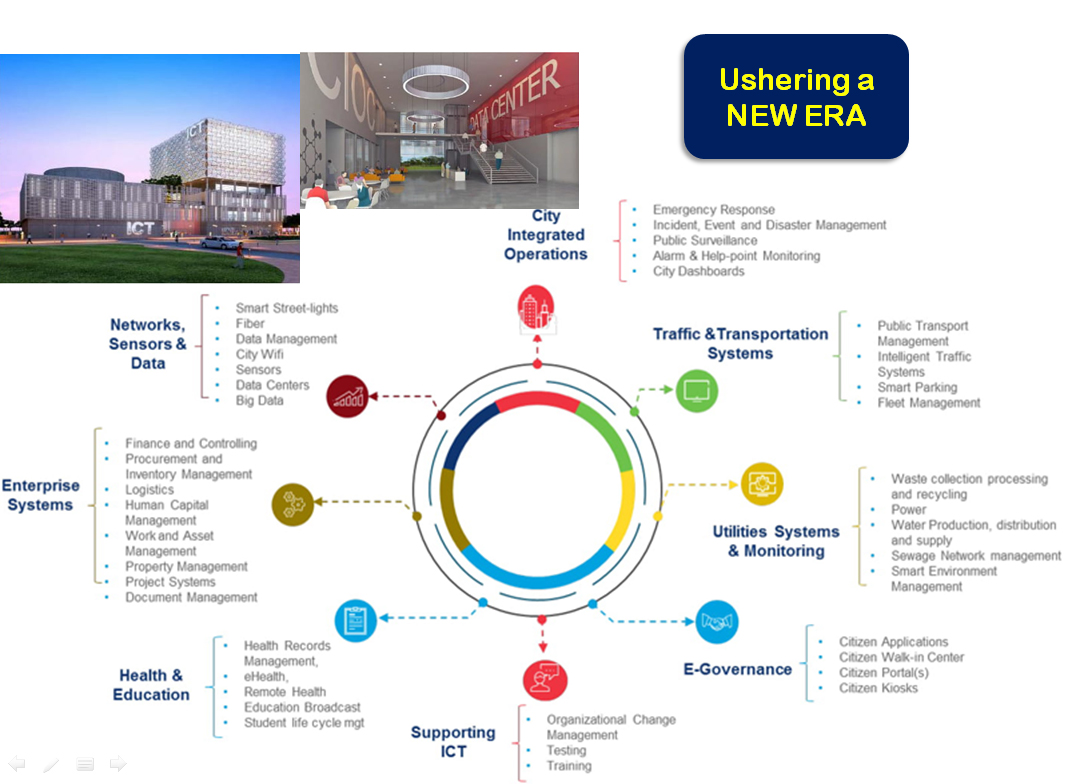 Ushering a
NEW ERA
ICT
ICT
CIOC
DATA CENTER
City
Integrated
Operations
• Emergency Response
• Incident, Event and Disaster Management
• Public Surveillance
• Alarm & Help-point Monitoring
• City Dashboards
Networks,
Sensors &
Data
• Smart Street-lights
• Fiber
• Data Management
• City Wifi
• Sensors
• Data Centers
• Big Data
Traffic & Transportation
Systems
• Public Transport
Management
• Intelligent Traffic
Systems
• Smart Parking
• Fleet Management
Enterprise
Systems
• Finance and Controlling
• Procurement and
Inventory Management
• Logistics
• Human Capital
Management
• Work and Asset
Management
• Property Management
• Project Systems
• Document Management
Utilities Systems
& Monitoring
• Waste collection processing
and recycling
• Power
• Water Production, distribution
and supply
• Sewage Network management
• Smart Environment
Management
Health &
Education
• Health Records
Management,
• eHealth,
• Remote Health
• Education Broadcast
• Student life cycle mgt
E-Governance
• Citizen Applications
• Citizen Walk-in Center
• Citizen Portal(s)
• Citizen Kiosks
Supporting
ICT
• Organizational Change
Management
• Testing
• Training